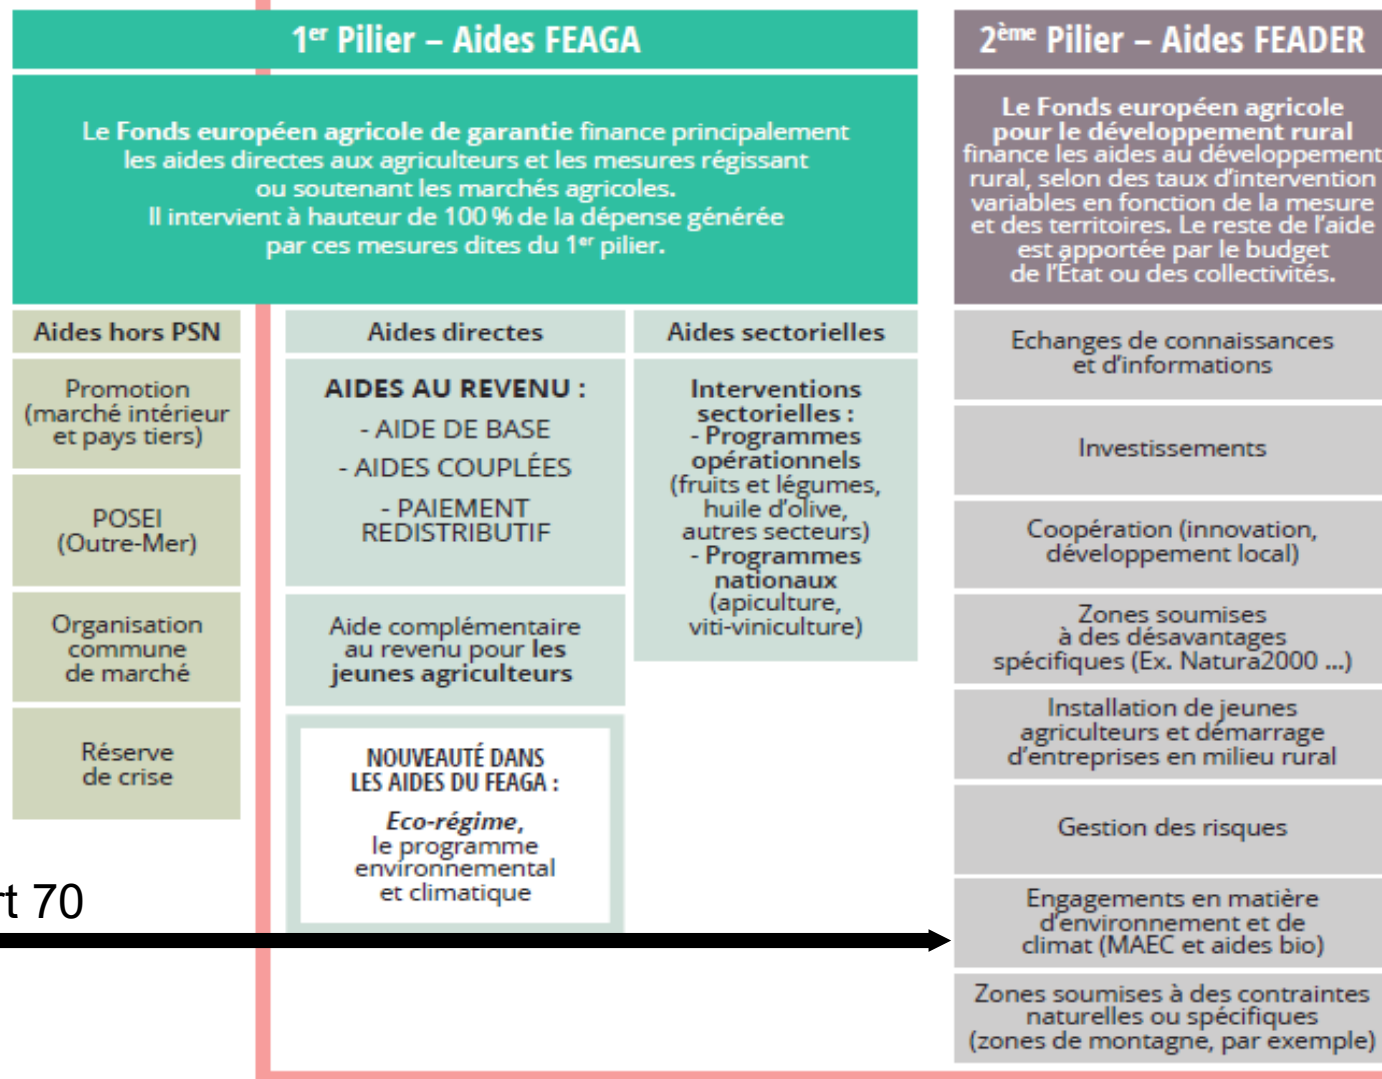 1er Pilier – Aides FEAGA
Le Fonds européen agricole de garantie finance principalement
les aides directes aux agriculteurs et les mesures régissant
ou soutenant les marchés agricoles.
Il intervient à hauteur de 100 % de la dépense générée
par ces mesures dites du 1er pilier.
Aides hors PSN
Promotion
(marché intérieur
et pays tiers)
POSEI
(Outre-Mer)
Organisation
commune
de marché
Réserve
de crise
Aides directes
AIDES AU REVENU :
- AIDE DE BASE
- AIDES COUPLÉES
- PAIEMENT
REDISTRIBUTIF
Aide complémentaire
au revenu pour les
jeunes agriculteurs
NOUVEAUTÉ DANS
LES AIDES DU FEAGA :
Eco-régime,
le programme
environnemental
et climatique
Aides sectorielles
Interventions
sectorielles :
- Programmes
opérationnels
(fruits et légumes,
huile d'olive,
autres secteurs)
- Programmes
nationaux
(apiculture,
viti-viniculture)
2ème Pilier – Aides FEADER
Le Fonds européen agricole
pour le développement rural
finance les aides au développement
rural, selon des taux d'intervention
variables en fonction de la mesure
et des territoires. Le reste de l'aide
est apportée par le budget
de l'État ou des collectivités.
Echanges de connaissances
et d'informations
Investissements
Coopération (innovation,
développement local)
Zones soumises
à des désavantages
spécifiques (Ex. Natura2000 ...)
Installation de jeunes
agriculteurs et démarrage
d'entreprises en milieu rural
Gestion des risques
Engagements en matière
d'environnement et de
climat (MAEC et aides bio)
Zones soumises à des contraintes
naturelles ou spécifiques
(zones de montagne, par exemple)
70